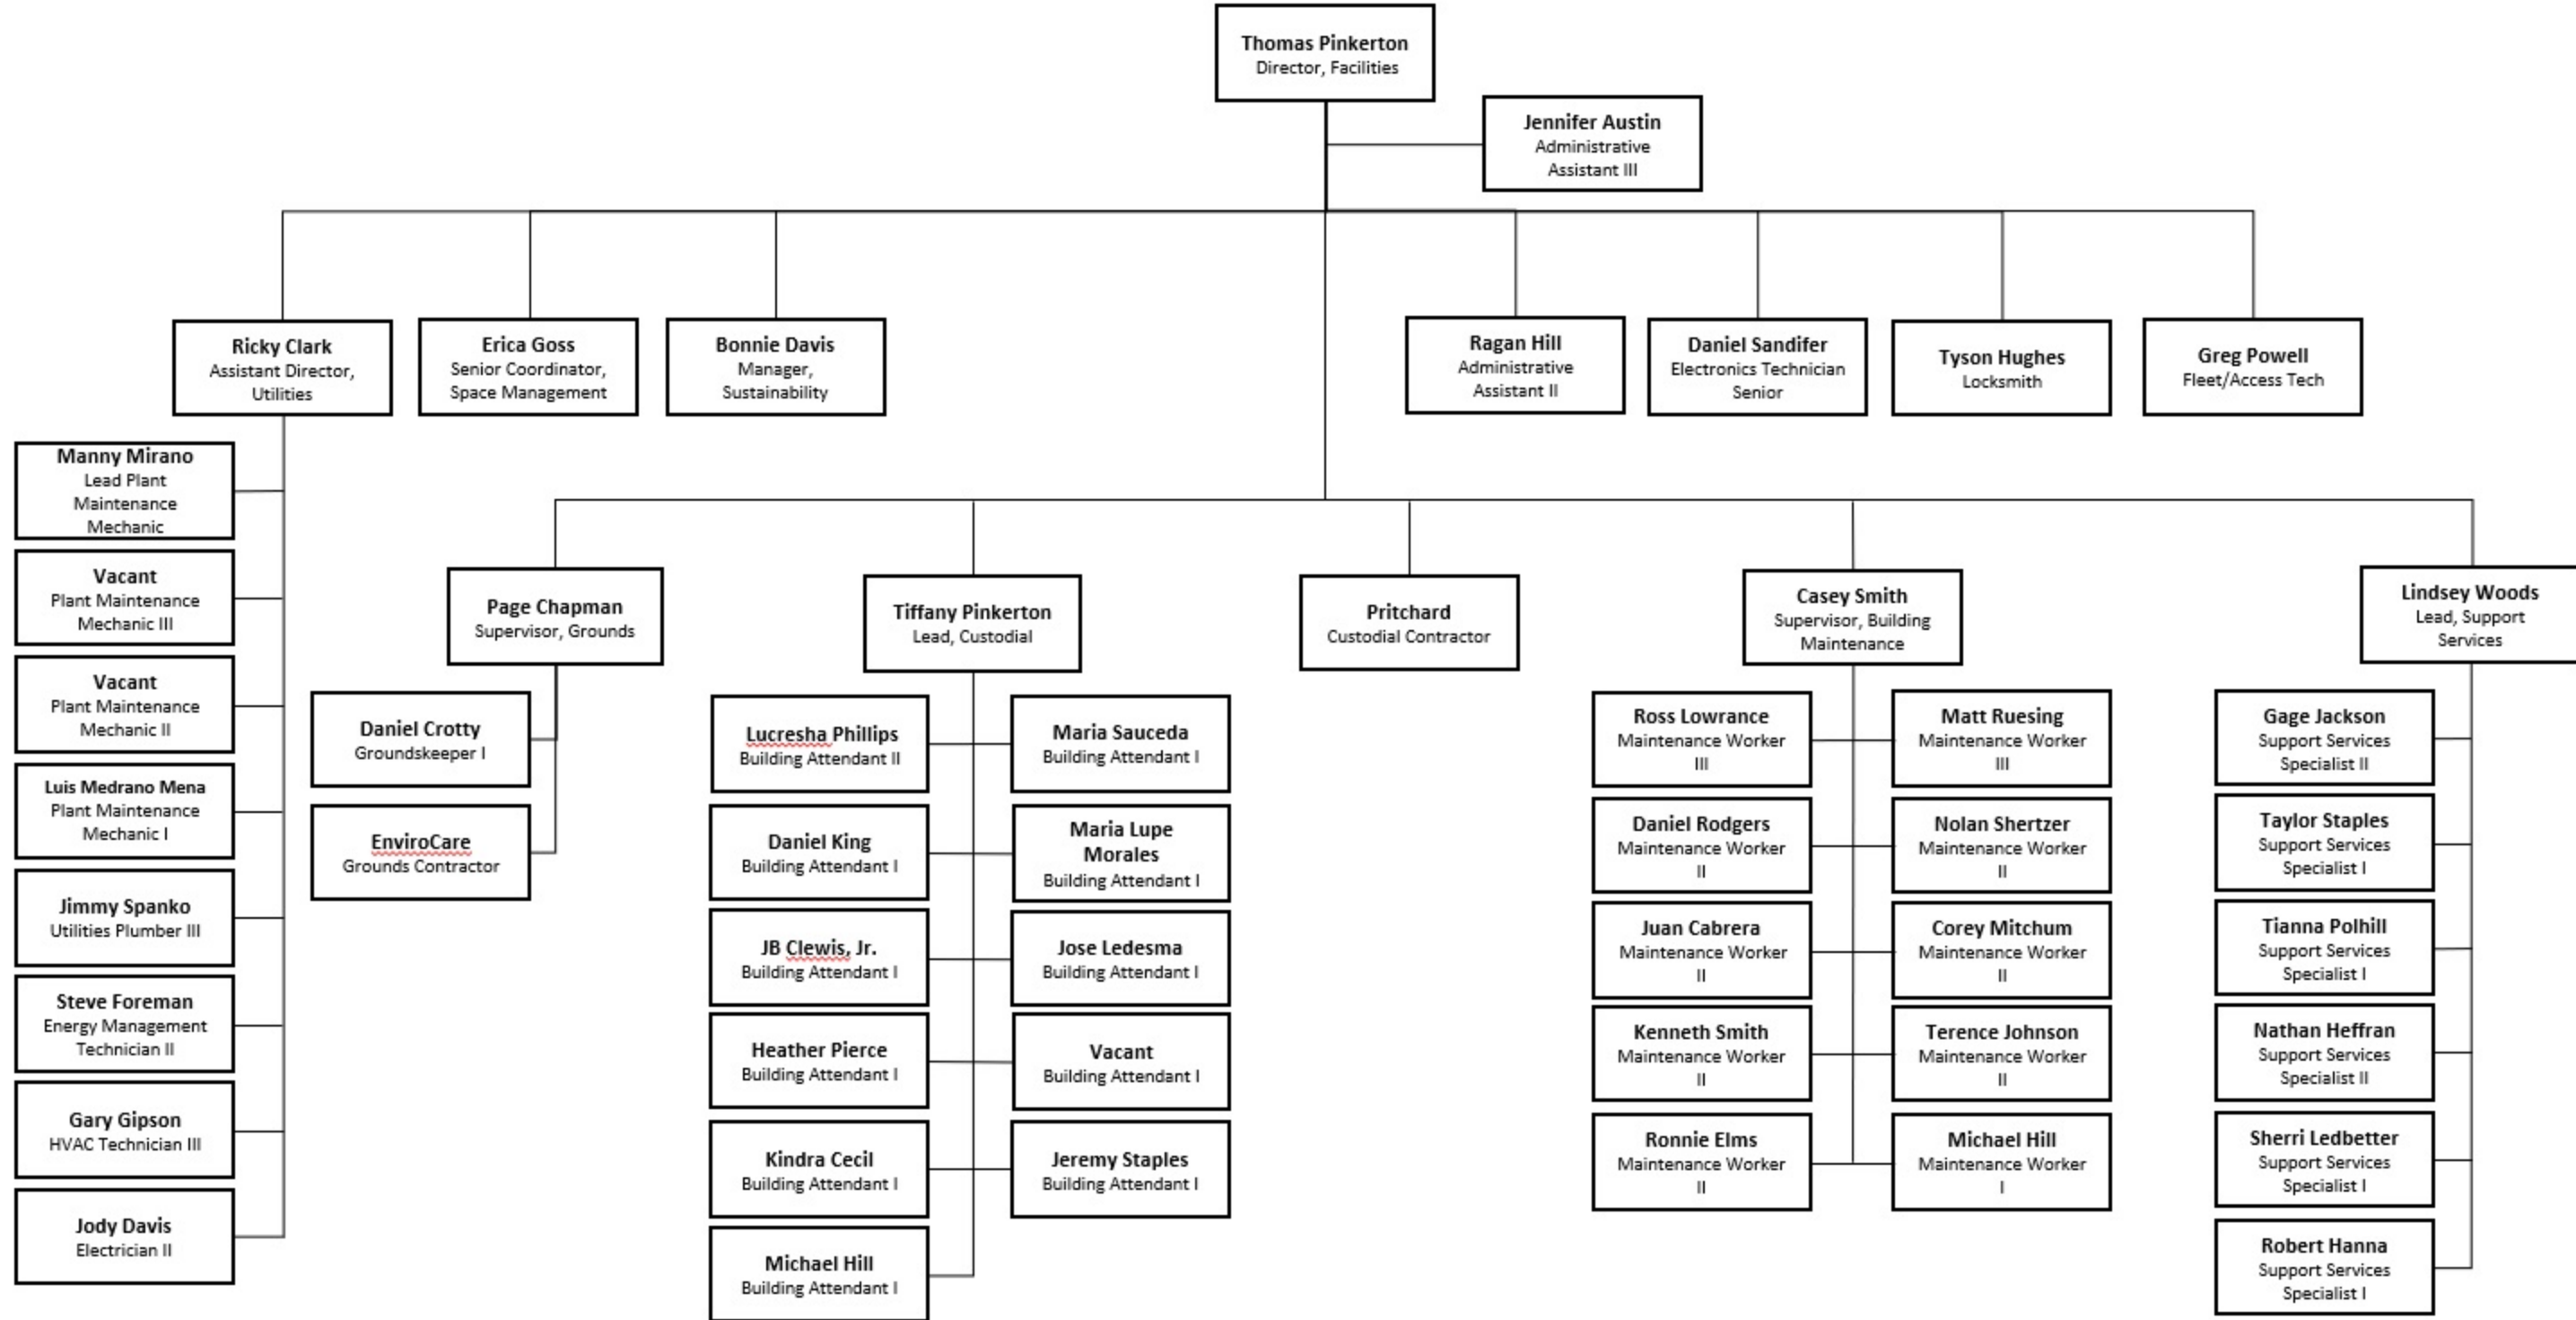 Thomas Pinkerton
Director, Facilities
Jennifer Austin
Administrative
Assistant III
Ricky Clark
Assistant Director,
Utilities
Erica Goss
Senior Coordinator,
Space Management
Bonnie Davis
Manager,
Sustainability
Ragan Hill
Administrative
Assistant II
Daniel Sandifer
Electronics Technician
Senior
Tyson Hughes
Locksmith
Greg Powell
Fleet/Access Tech
Manny Mirano
Lead Plant
Maintenance
Mechanic
Vacant
Plant Maintenance
Mechanic III
Vacant
Plant Maintenance
Mechanic II
Luis Medrano Mena
Plant Maintenance
Mechanic I
Jimmy Spanko
Utilities Plumber III
Steve Foreman
Energy Management
Technician II
Gary Gipson
HVAC Technician III
Jody Davis
Electrician II
Page Chapman
Supervisor, Grounds
Daniel Crotty
Groundskeeper I
EnviroCare
Grounds Contractor
Tiffany Pinkerton
Lead, Custodial
Lucresha Phillips
Building Attendant II
Maria Sauceda
Building Attendant I
Daniel King
Building Attendant I
Maria Lupe
Morales
Building Attendant I
JB Clewis, Jr.
Building Attendant I
Jose Ledesma
Building Attendant I
Heather Pierce
Building Attendant I
Vacant
Building Attendant I
Kindra Cecil
Building Attendant I
Jeremy Staples
Building Attendant I
Michael Hill
Building Attendant I
Pritchard
Custodial Contractor
Casey Smith
Supervisor, Building
Maintenance
Ross Lowrance
Maintenance Worker
III
Matt Ruesing
Maintenance Worker
III
Daniel Rodgers
Maintenance Worker
II
Nolan Shertzer
Maintenance Worker
II
Juan Cabrera
Maintenance Worker
II
Corey Mitchum
Maintenance Worker
II
Kenneth Smith
Maintenance Worker
II
Terence Johnson
Maintenance Worker
II
Ronnie Elms
Maintenance Worker
II
Michael Hill
Maintenance Worker
I
Lindsey Woods
Lead, Support
Services
Gage Jackson
Support Services
Specialist II
Taylor Staples
Support Services
Specialist I
Tianna Polhill
Support Services
Specialist I
Nathan Heffran
Support Services
Specialist II
Sherri Ledbetter
Support Services
Specialist I
Robert Hanna
Support Services
Specialist I